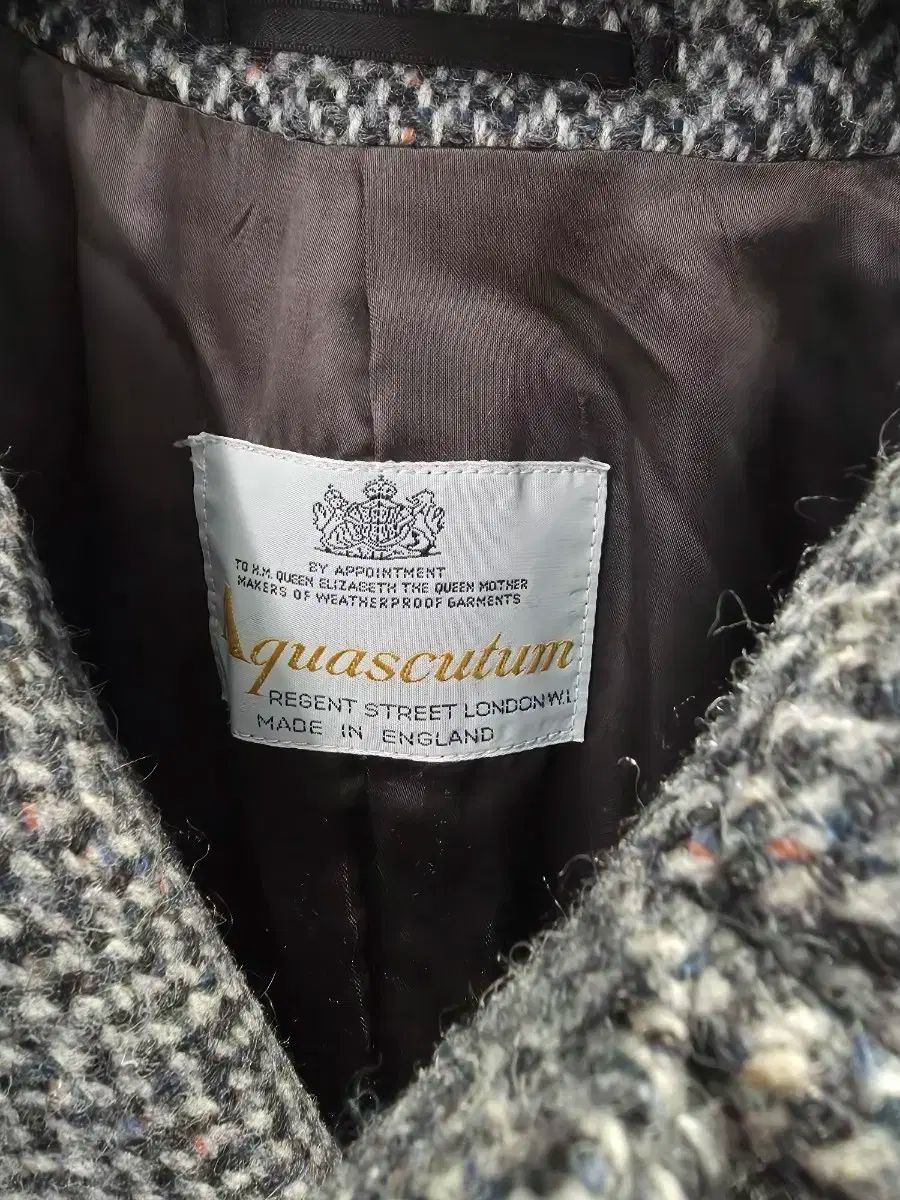 BY APPOINTMENT
TO H.M. QUEEN ELIZABETH THE QUEEN MOTHER
MAKERS OF WEATHERPROOF GARMENTS
Aquascutum
REGENT STREET LONDON W.1.
MADE IN ENGLAND